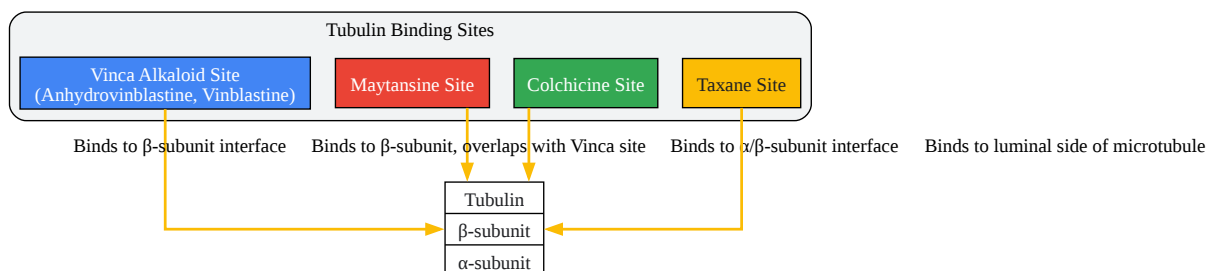 Tubulin Binding Sites
Vinca Alkaloid Site
(Anhydrovinblastine, Vinblastine)
Maytansine Site
Colchicine Site
Taxane Site
Binds to β-subunit interface
Binds to β-subunit, overlaps with Vinca site
Binds to α/β-subunit interface
Binds to luminal side of microtubule
Tubulin
β-subunit
α-subunit